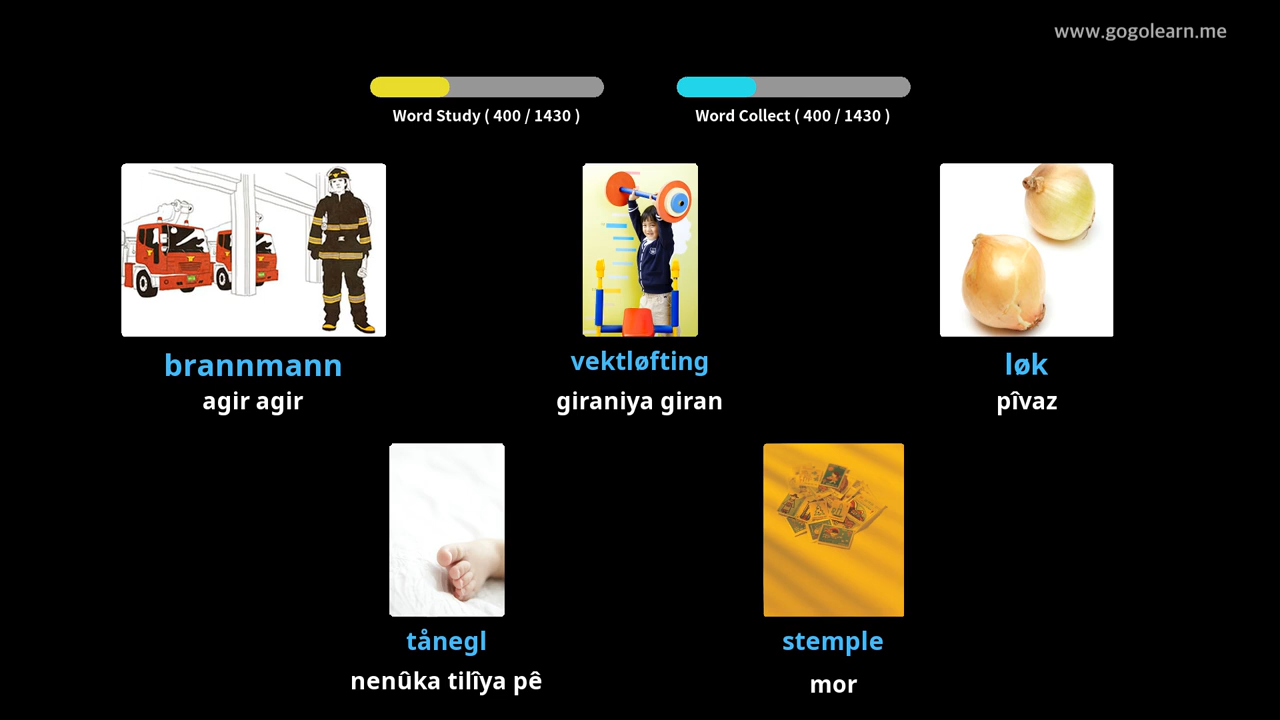 www.gogolearn.me
Word Study ( 400 / 1430 )
Word Collect ( 400 / 1430 )
brannmann
agir agir
vektløfting
giraniya giran
løk
pîvaz
tånegl
nenûka tilîya pê
stemple
mor